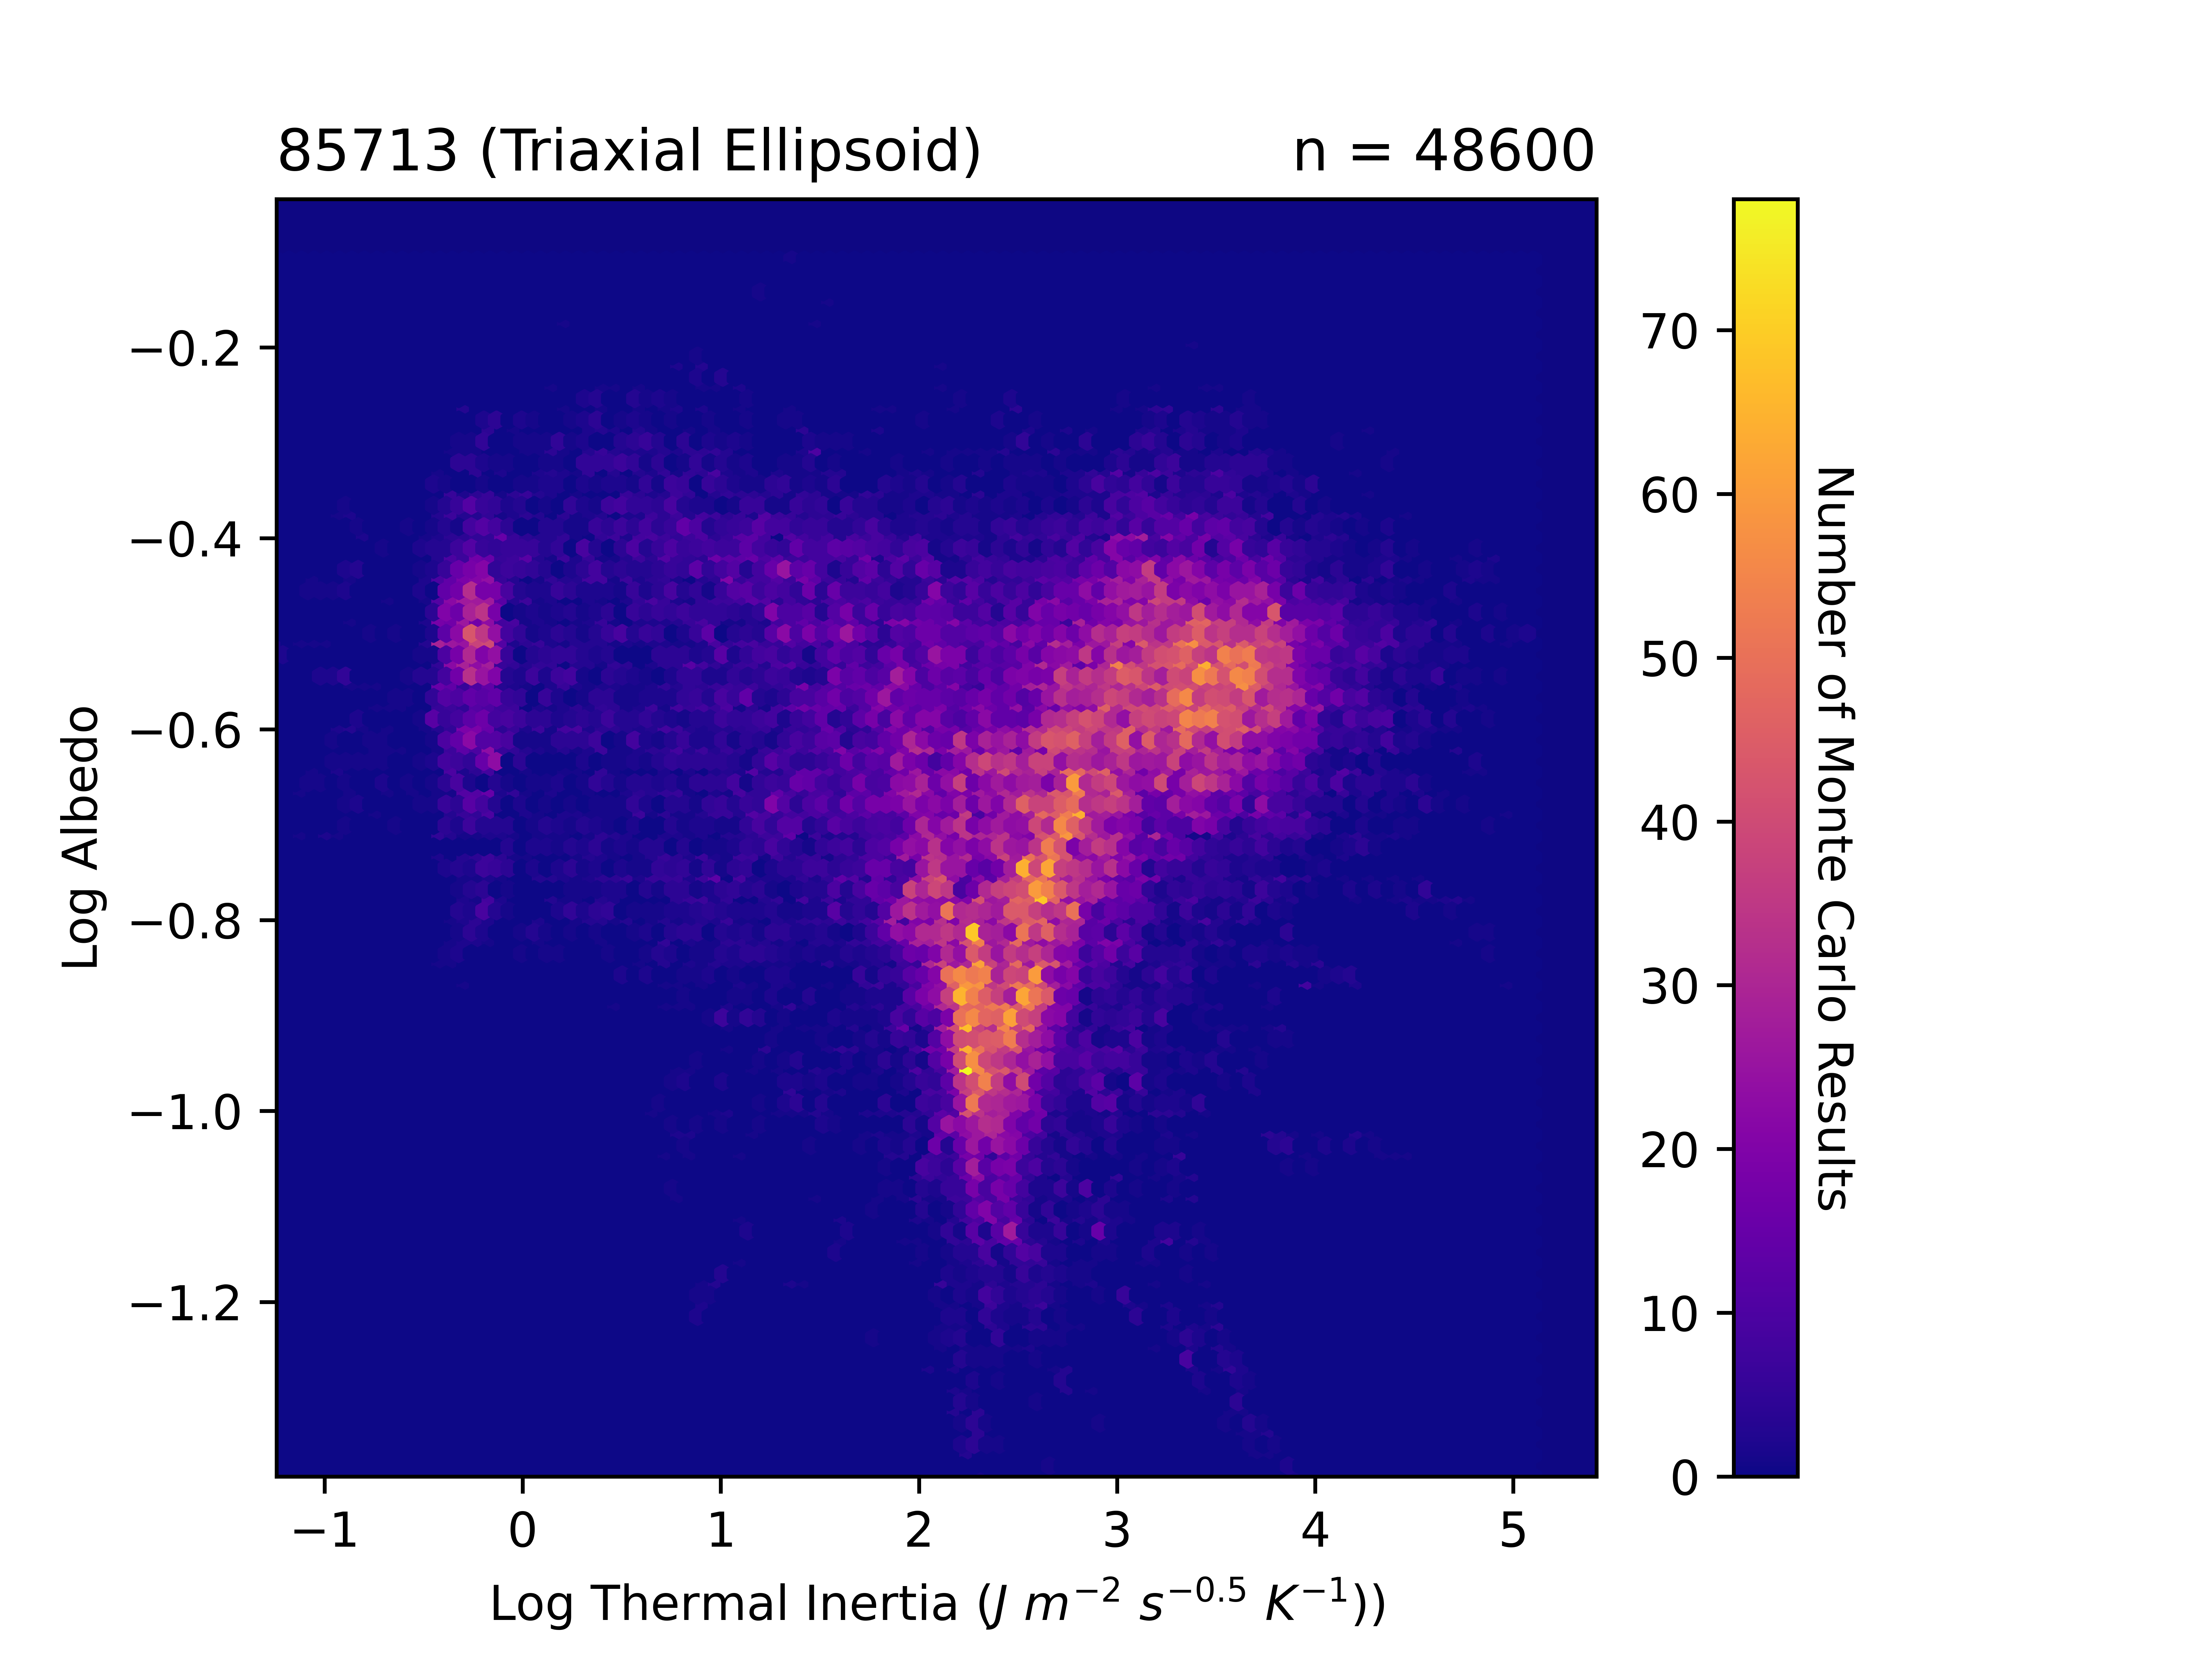 85713 (Triaxial Ellipsoid) n = 48600
−0.2
−0.4
−0.6
−0.8
−1.0
−1.2
Log Albedo
−1 0 1 2 3 4 5
Log Thermal Inertia (J m⁻² s⁻⁰·⁵ K⁻¹))
70
60
50
40
30
20
10
0
Number of Monte Carlo Results